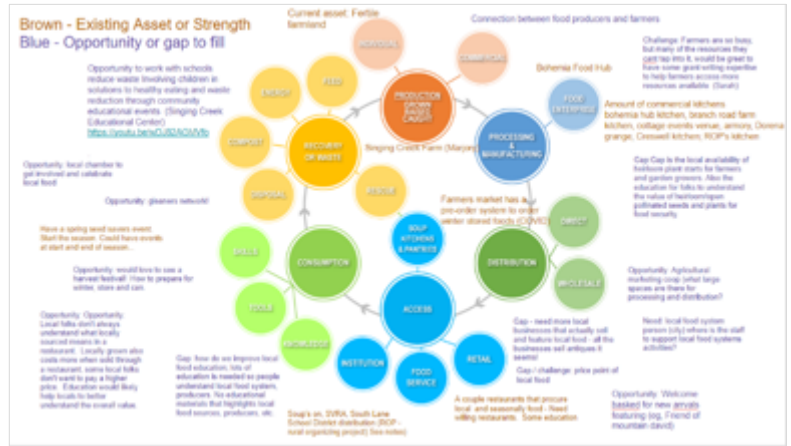 Brown - Existing Asset or Strength
Blue - Opportunity or gap to fill
Current asset: Fertile
farmland
Connection between food producers and farmers
Challenge: Farmers are so busy,
but many of the resources they
cant tap into it, would be great to
have some grant writing expertise
to help farmers access more
resources available (Sarah)
Opportunity to work with schools
reduce waste Involving children in
solutions to healthy eating and waste
reduction through community
educational events (Singing Creek
Educational Center)
INDIVIDUAL
COMMERCIAL
Bohemia Food Hub
FOOD
ENTERPRISE
ENERGY
FEED
COMPOST
DISPOSAL
RESCUE
RECOVERY
OF WASTE
PRODUCTION
GROWN
RAISED
CAUGHT
PROCESSING &
MANUFACTURING
Amount of commercial kitchens
bohemia hub kitchen, branch road farm
kitchen, cottage events venue, armory, Dorena
grange, Creswell kitchen, ROP's kitchen
Singing Creek Farm
Opportunity: local chamber to
get involved and celebrate
local food
Opportunity: gleaners network!
Gap Gap is the local availability of
heirloom plant starts for farmers
and garden growers. Also the
education for folks to understand
the value of heirloom/open
pollinated seeds and plants for
food security
Farmers market has a
pre-order system to order
winter stored foods (COVID)
Have a spring seed savers event
Start the season. Could have events
at start and end of season...
SKILLS
TOOLS
KNOWLEDGE
CONSUMPTION
SOUP
KITCHENS
& PANTRIES
ACCESS
INSTITUTION
FOOD
SERVICE
RETAIL
DISTRIBUTION
DIRECT
WHOLESALE
Opportunity: would love to see a
harvest festival! How to prepare for
winter, store and can
Opportunity: Agricultural
marketing coop (what large
spaces are there for
processing and distribution?
Opportunity: Opportunity:
Local folks don't always
understand what locally
sourced means in a
restaurant. Locally grown also
costs more when sold through
a restaurant. some local folks
don't want to pay a higher
price. Education would likely
help locals to better
understand the overall value.
Gap: how do we improve local
food education, lots of
education is needed so people
understand local food system,
producers. No educational
materials that highlights local
food sources, producers, etc.
Gap - need more local
businesses that actually sell
and feature local food - all the
businesses sell antiques it
seems!
Gap / challenge: price point of
local food
Need: local food system
person (city) where is the staff
to support local food systems
activities?
Soup's on, SVRA, South Lane
School District distribution (ROP -
rural organizing project) See notes)
A couple restaurants that procure
local and seasonally food - Need
willing restaurants. Some education
Opportunity: Welcome
basked for new arryals
featuring (eg, Friend of
mountain david)